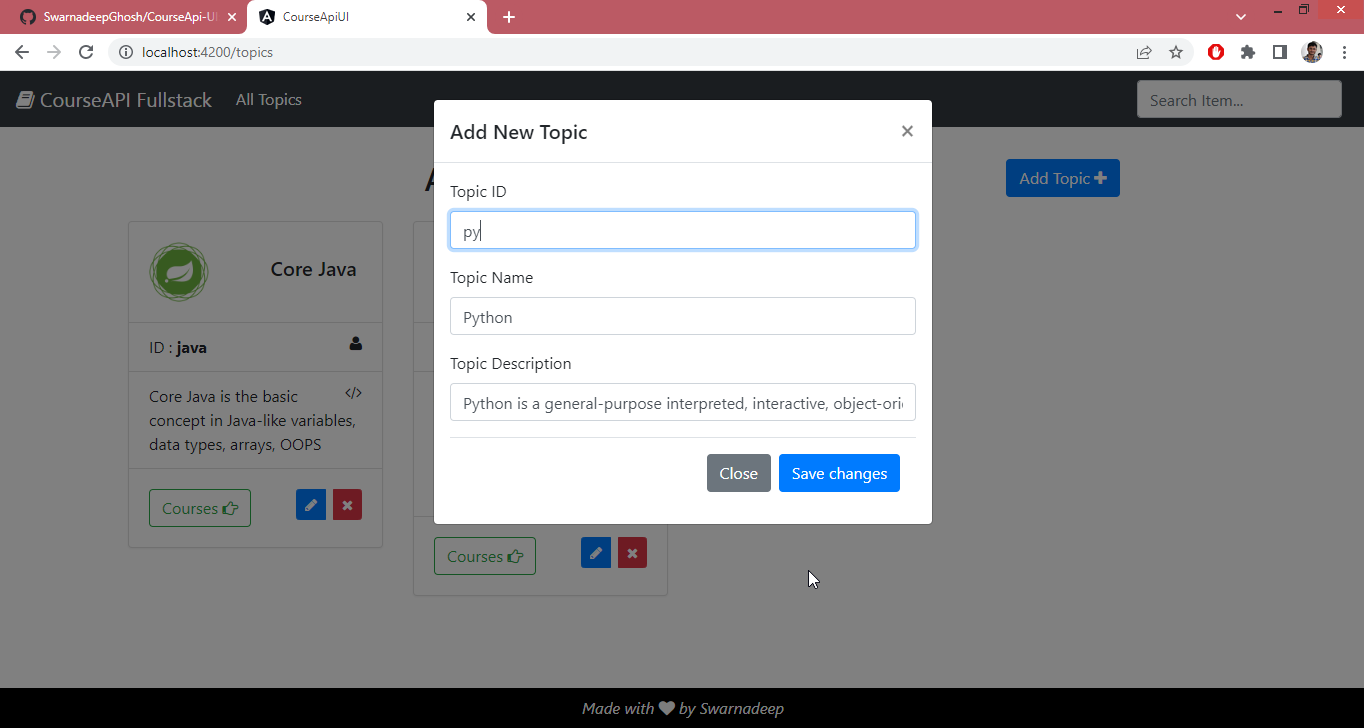 SwarnadeepGhosh/CourseApi-UI
CourseApiUI
localhost:4200/topics
CourseAPI Fullstack
All Topics
Search Item...
Add Topic
Core Java
ID : java
Core Java is the basic
concept in Java-like variables,
data types, arrays, OOPS
Courses
Courses
Add New Topic
Topic ID
py
Topic Name
Python
Topic Description
Python is a general-purpose interpreted, interactive, object-orie
Close
Save changes
Made with ❤ by Swarnadeep